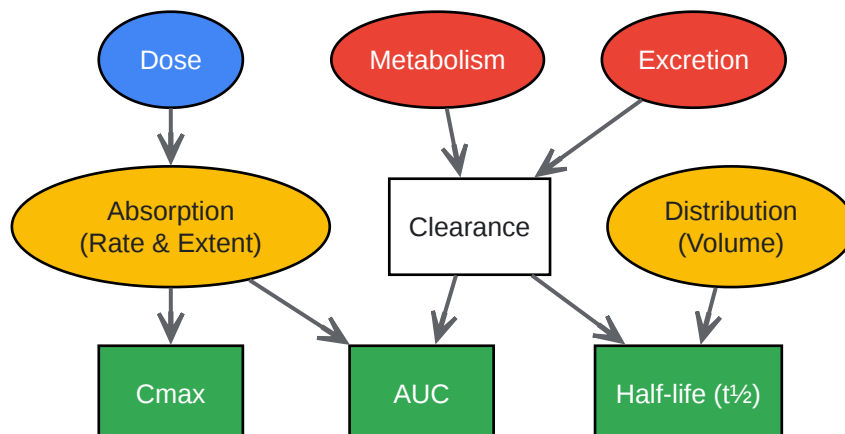 Dose
Metabolism
Excretion
Absorption
(Rate & Extent)
Clearance
Distribution
(Volume)
Cmax
AUC
Half-life (t½)